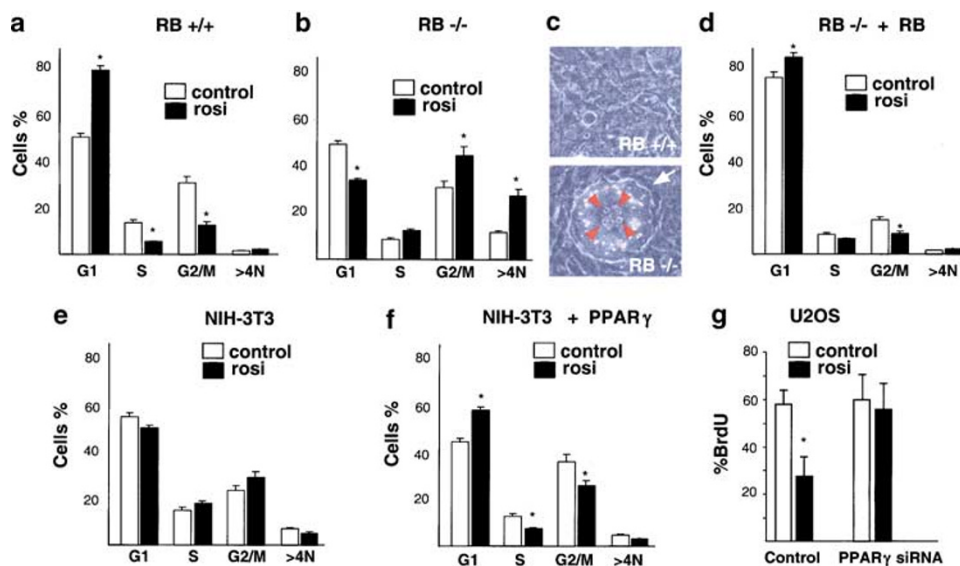 a RB +/+
80
60
40
20
Cells %
control
rosi
*
*
*
G1 S G2/M >4N
b RB -/-
80
60
40
20
Cells %
control
rosi
*
*
*
G1 S G2/M >4N
c
RB +/+
RB -/-
d RB -/- + RB
80
60
40
20
Cells %
control
rosi
*
*
G1 S G2/M >4N
e NIH-3T3
80
60
40
20
Cells %
control
rosi
G1 S G2/M >4N
f NIH-3T3 + PPARγ
80
60
40
20
Cells %
control
rosi
*
*
*
G1 S G2/M >4N
g U2OS
80
60
40
20
%BrdU
control
rosi
*
Control PPARγ siRNA